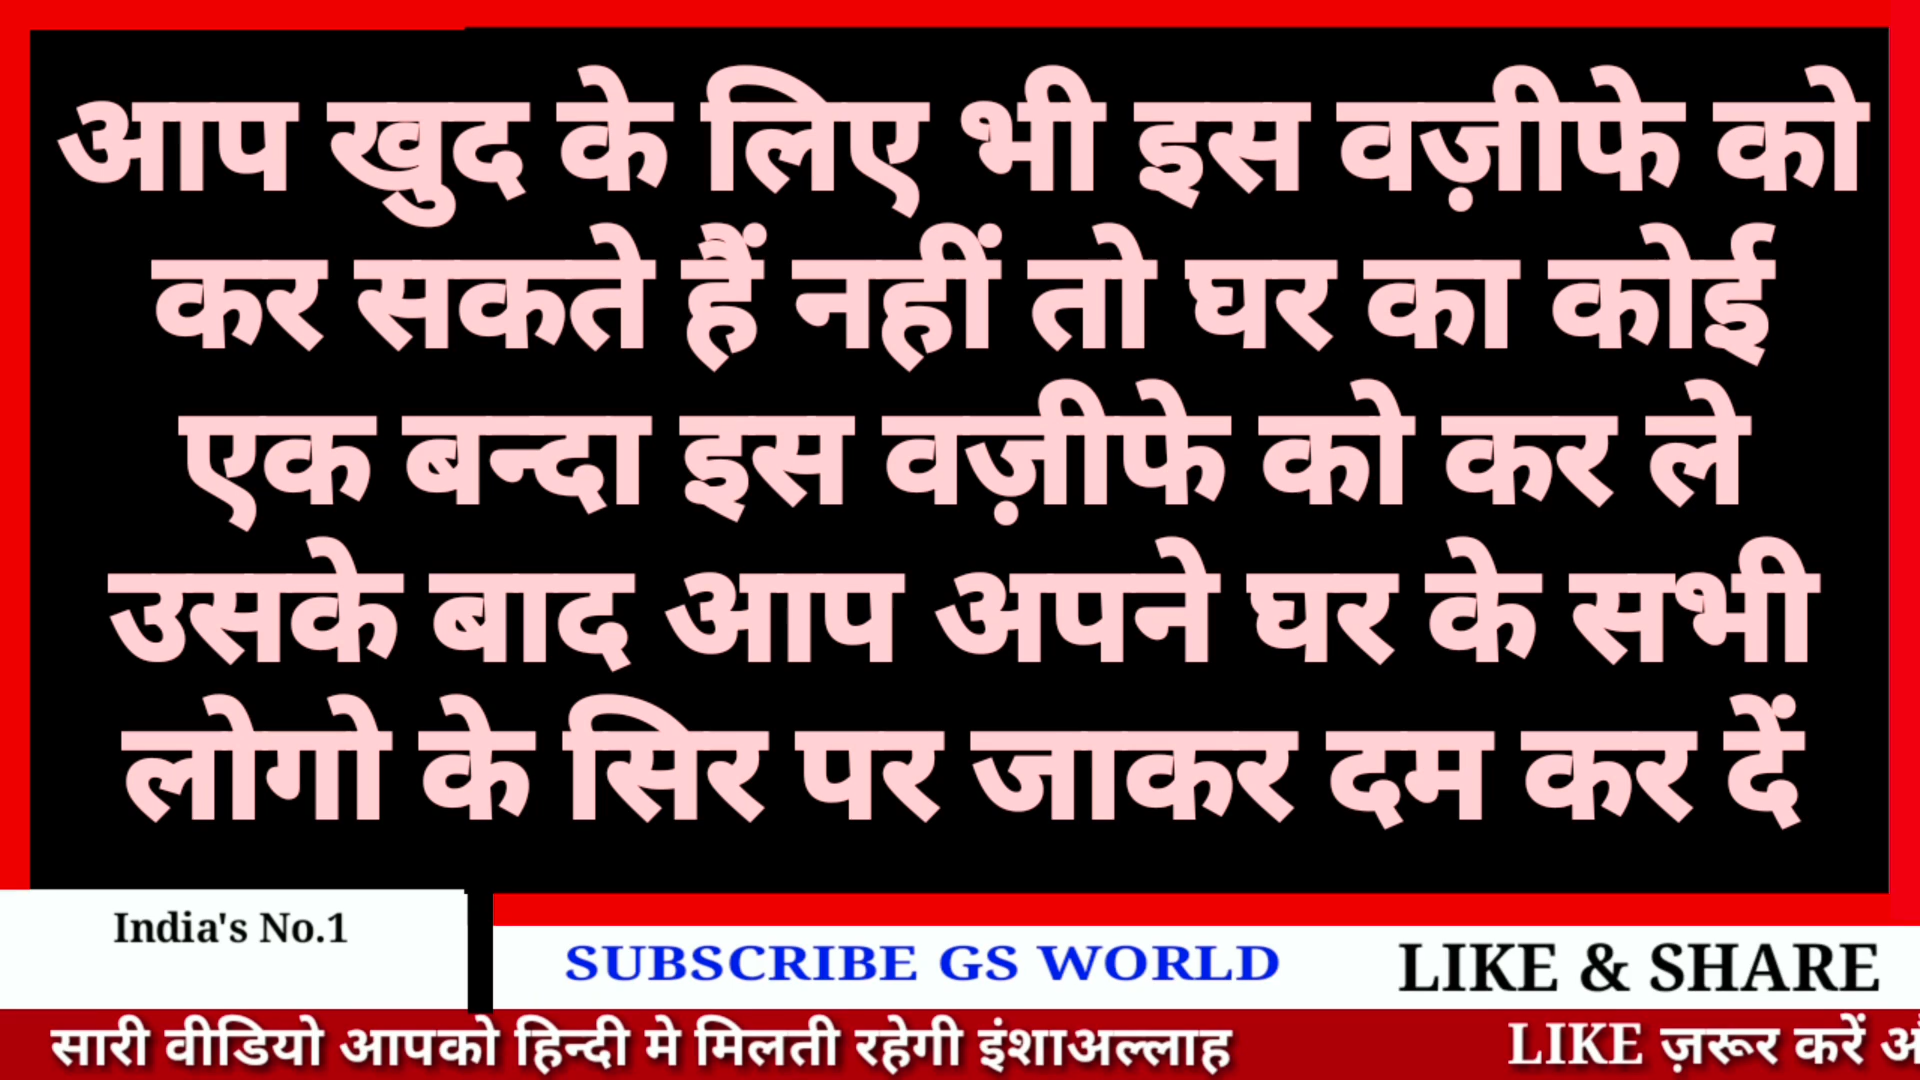 आप खुद के लिए भी इस वज़ीफे को
कर सकते हैं नहीं तो घर का कोई
एक बन्दा इस वज़ीफे को कर ले
उसके बाद आप अपने घर के सभी
लोगो के सिर पर जाकर दम कर दें
India's No.1
SUBSCRIBE GS WORLD
LIKE & SHARE
सारी वीडियो आपको हिन्दी मे मिलती रहेगी इंशाअल्लाह
LIKE ज़रूर करें